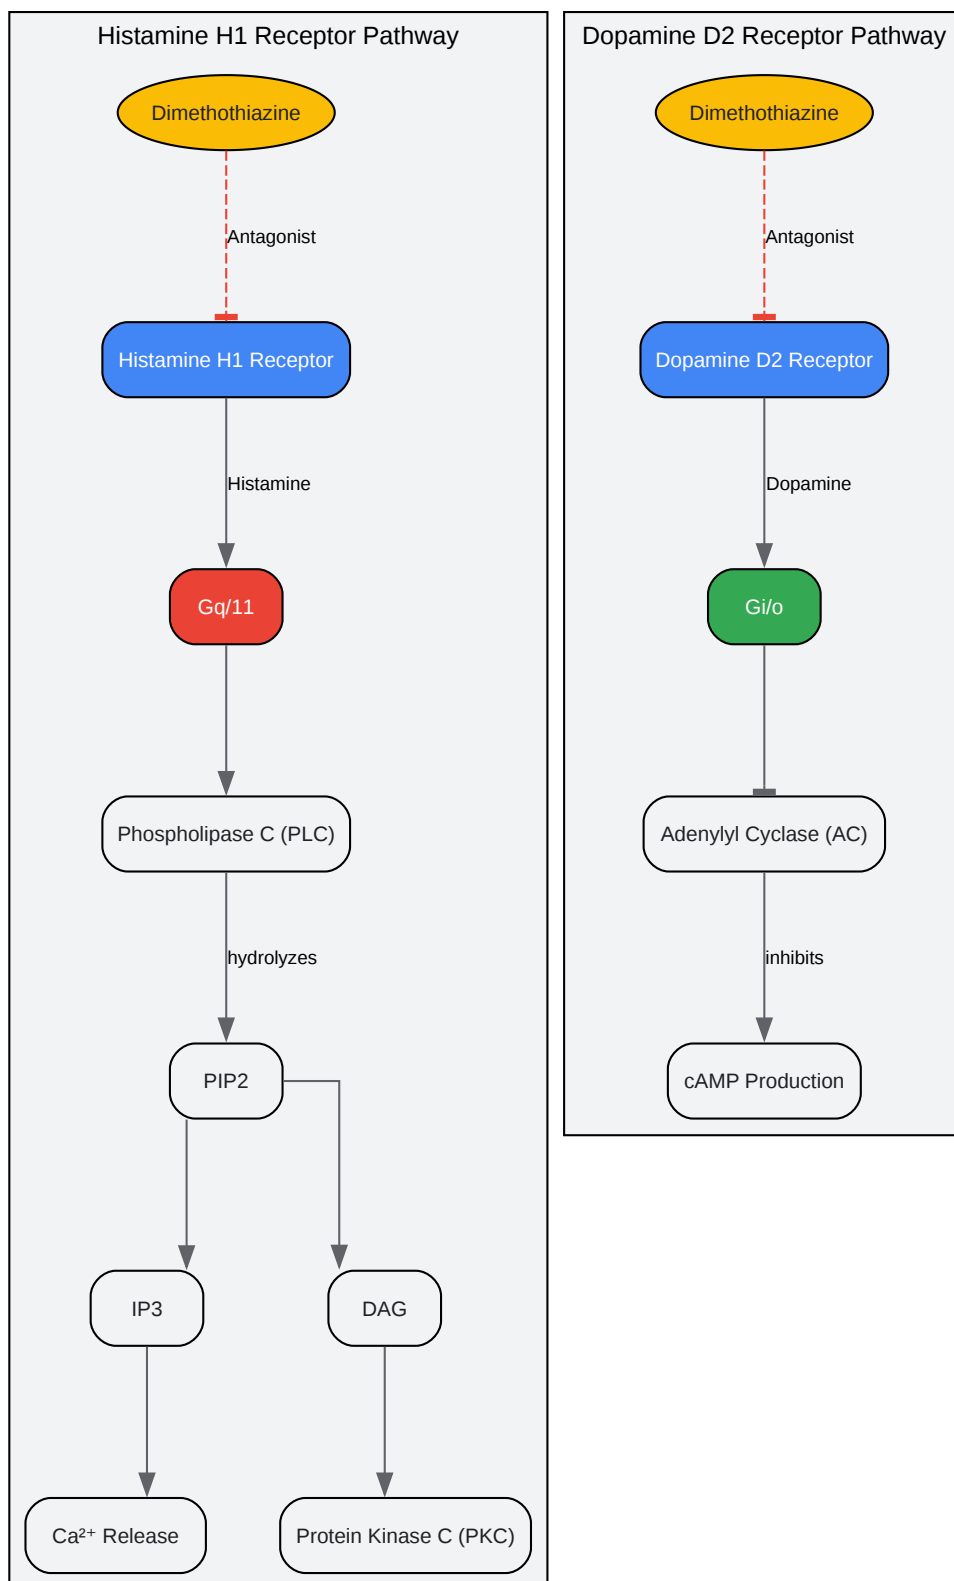 Histamine H1 Receptor Pathway
Dimethothiazine
Antagonist
Histamine H1 Receptor
Histamine
Gq/11
Phospholipase C (PLC)
hydrolyzes
PIP2
IP3
DAG
Ca²⁺ Release
Protein Kinase C (PKC)
Dopamine D2 Receptor Pathway
Dimethothiazine
Antagonist
Dopamine D2 Receptor
Dopamine
Gi/o
Adenylyl Cyclase (AC)
inhibits
cAMP Production